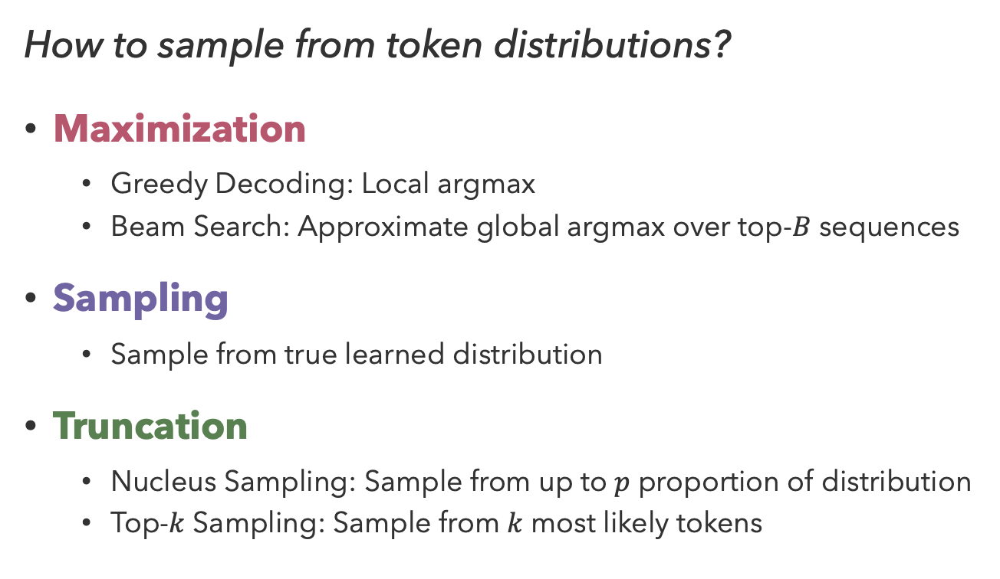 How to sample from token distributions?
• Maximization
• Greedy Decoding: Local argmax
• Beam Search: Approximate global argmax over top-B sequences
• Sampling
• Sample from true learned distribution
• Truncation
• Nucleus Sampling: Sample from up to p proportion of distribution
• Top-k Sampling: Sample from k most likely tokens